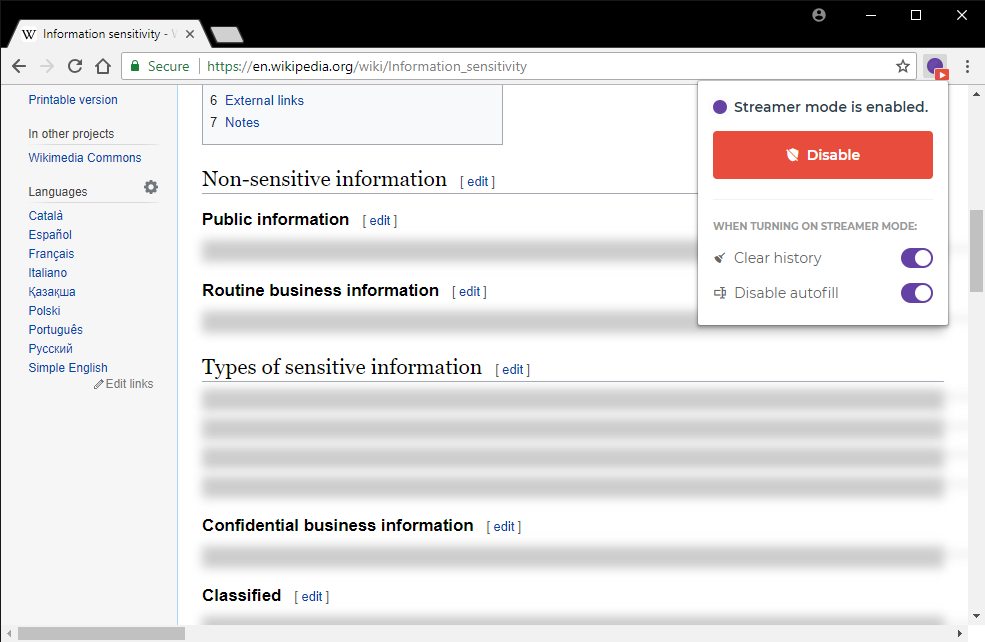 Information sensitivity - W
Secure
https://en.wikipedia.org/wiki/Information_sensitivity
Printable version
In other projects
Wikimedia Commons
Languages
Català
Español
Français
Italiano
Қазақша
Polski
Português
Русский
Simple English
Edit links
6 External links
7 Notes
Non-sensitive information [ edit ]
Public information [ edit ]
Routine business information [ edit ]
Types of sensitive information [ edit ]
Confidential business information [ edit ]
Classified [ edit ]
Streamer mode is enabled.
Disable
WHEN TURNING ON STREAMER MODE:
Clear history
Disable autofill